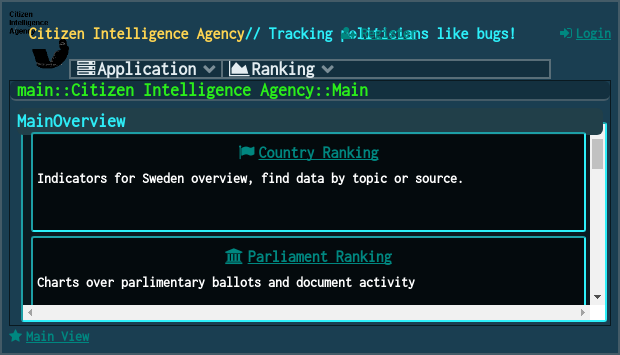 Citizen
Intelligence
Agency
Citizen Intelligence Agency// Tracking politicians like bugs!
Register
Login
Application
Ranking
main::Citizen Intelligence Agency::Main
MainOverview
Country Ranking
Indicators for Sweden overview, find data by topic or source.
Parliament Ranking
Charts over parlimentary ballots and document activity
Main View